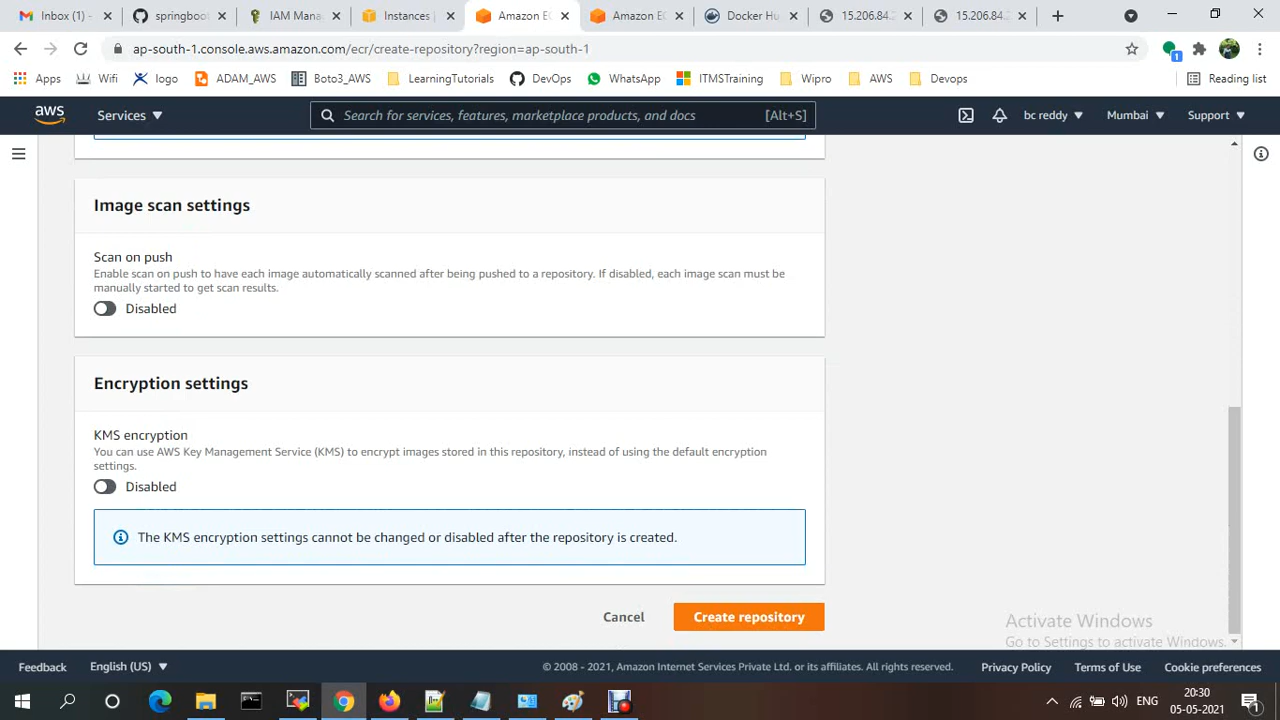 Inbox (1) -
springboo
IAM Mana
Instances |
Amazon EC
Amazon EC
Docker Hu
15.206.84.2
15.206.84.2
ap-south-1.console.aws.amazon.com/ecr/create-repository?region=ap-south-1
1
Apps
Wifi
logo
ADAM_AWS
Boto3_AWS
LearningTutorials
DevOps
WhatsApp
ITMSTraining
Wipro
AWS
Devops
Reading list
aws
Services
Search for services, features, marketplace products, and docs
[Alt+S]
bc reddy
Mumbai
Support
Image scan settings
Scan on push
Enable scan on push to have each image automatically scanned after being pushed to a repository. If disabled, each image scan must be
manually started to get scan results.
Disabled
Encryption settings
KMS encryption
You can use AWS Key Management Service (KMS) to encrypt images stored in this repository, instead of using the default encryption
settings.
Disabled
The KMS encryption settings cannot be changed or disabled after the repository is created.
Cancel
Create repository
Activate Windows
Go to Settings to activate Windows.
Feedback
English (US)
© 2008 - 2021, Amazon Internet Services Private Ltd. or its affiliates. All rights reserved.
Privacy Policy
Terms of Use
Cookie preferences
ENG
20:30
05-05-2021
1